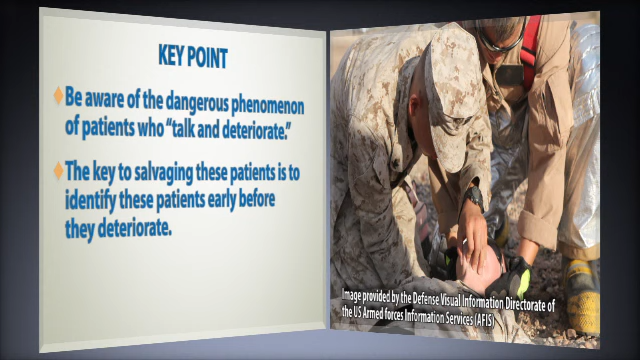 KEY POINT
Be aware of the dangerous phenomenon
of patients who “talk and deteriorate.”
The key to salvaging these patients is to
identify these patients early before
they deteriorate.
Image provided by the Defense Visual Information Directorate of
the US Armed forces Information Services (AFIS)